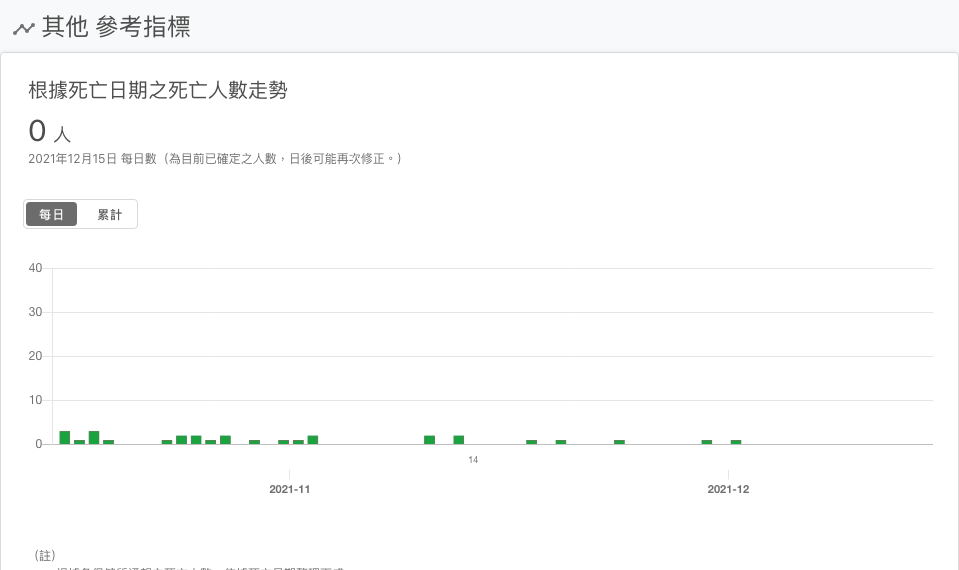 其他 參考指標
根據死亡日期之死亡人數走勢
0 人
2021年12月15日 每日數（為目前已確定之人數，日後可能再次修正。）
每日 累計
40
30
20
10
0
14
2021-11 2021-12
（註）